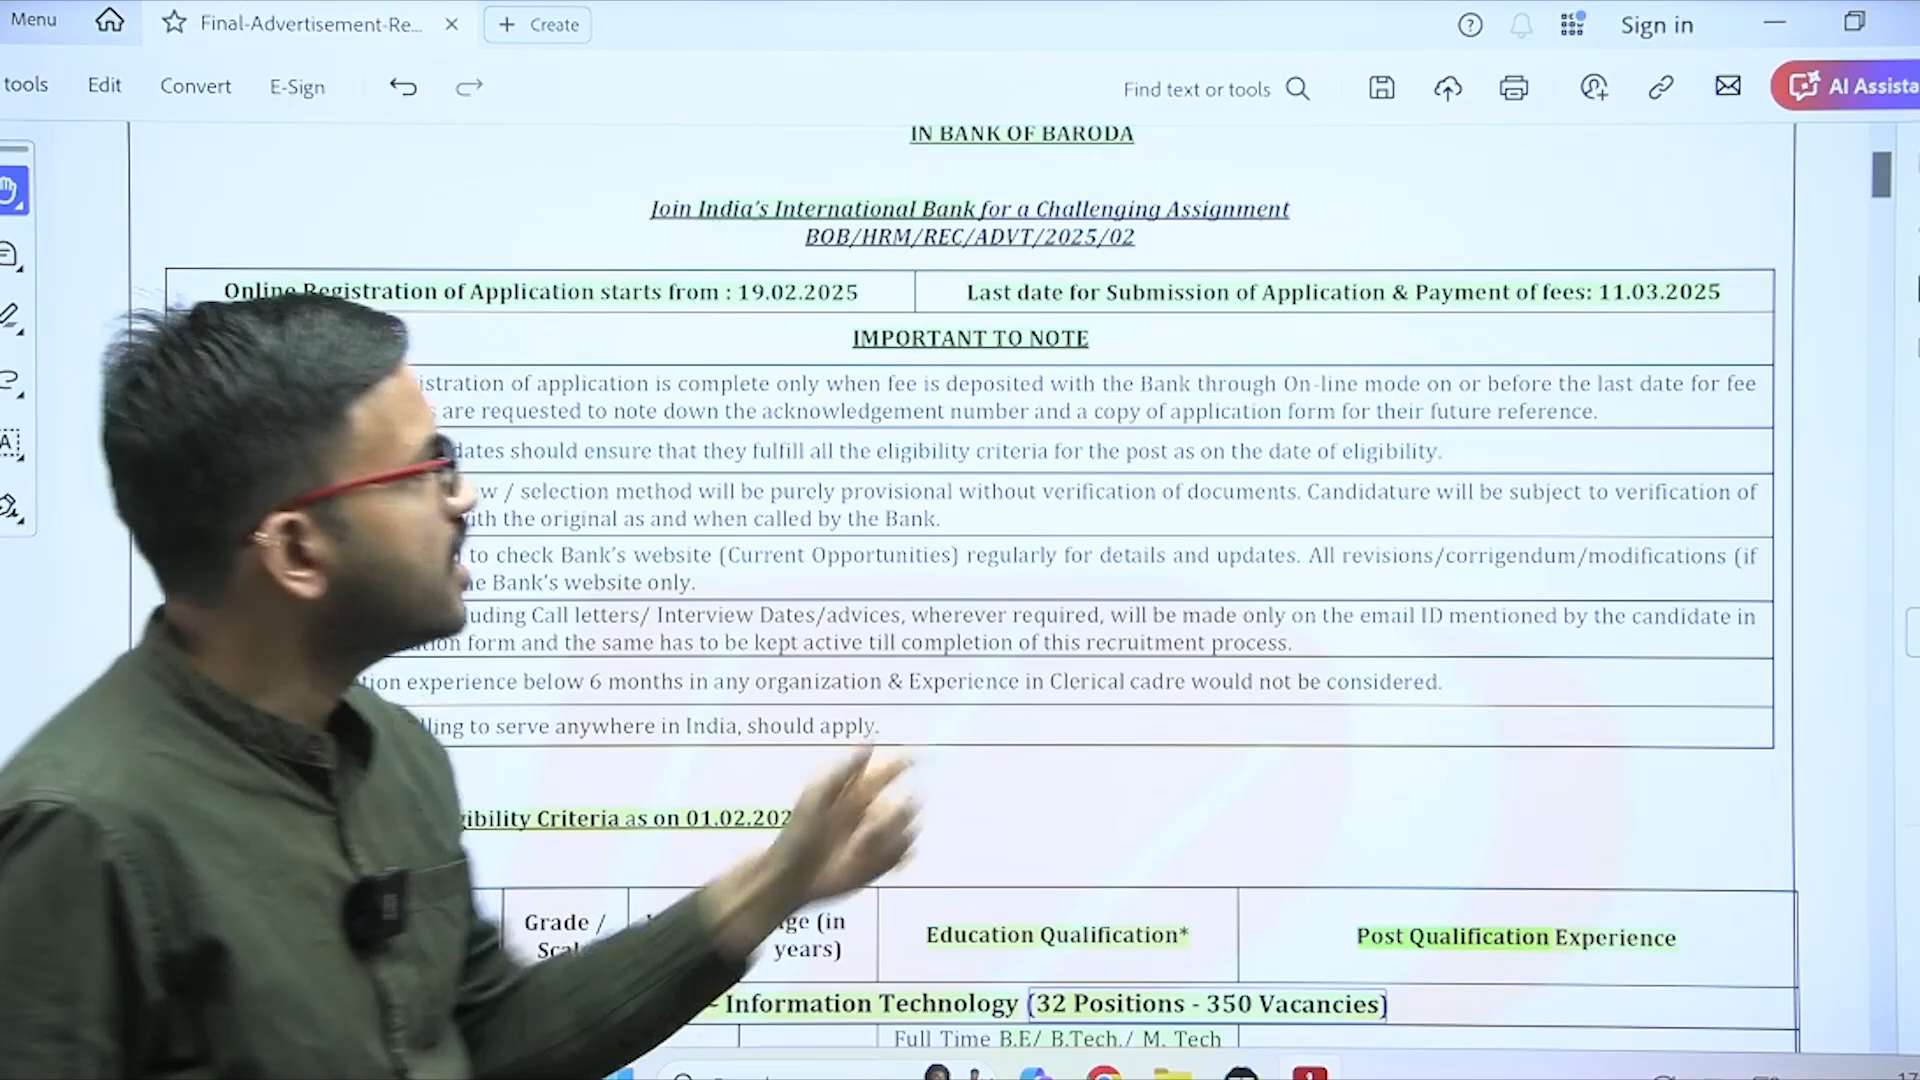 Menu
Final-Advertisement-Re...
Create
Sign in
tools
Edit
Convert
E-Sign
Find text or tools
AI Assista
IN BANK OF BARODA
Join India's International Bank for a Challenging Assignment
BOB/HRM/REC/ADVT/2025/02
Online Registration of Application starts from : 19.02.2025
Last date for Submission of Application & Payment of fees: 11.03.2025
IMPORTANT TO NOTE
istration of application is complete only when fee is deposited with the Bank through On-line mode on or before the last date for fee
are requested to note down the acknowledgement number and a copy of application form for their future reference.
dates should ensure that they fulfill all the eligibility criteria for the post as on the date of eligibility.
ew / selection method will be purely provisional without verification of documents. Candidature will be subject to verification of
ith the original as and when called by the Bank.
to check Bank's website (Current Opportunities) regularly for details and updates. All revisions/corrigendum/modifications (if
he Bank's website only.
luding Call letters/ Interview Dates/advices, wherever required, will be made only on the email ID mentioned by the candidate in
ation form and the same has to be kept active till completion of this recruitment process.
tion experience below 6 months in any organization & Experience in Clerical cadre would not be considered.
lling to serve anywhere in India, should apply.
gibility Criteria as on 01.02.202
Grade /
Scal
ge (in
years)
Education Qualification*
Post Qualification Experience
- Information Technology (32 Positions - 350 Vacancies)
Full Time B.E/ B.Tech./ M. Tech